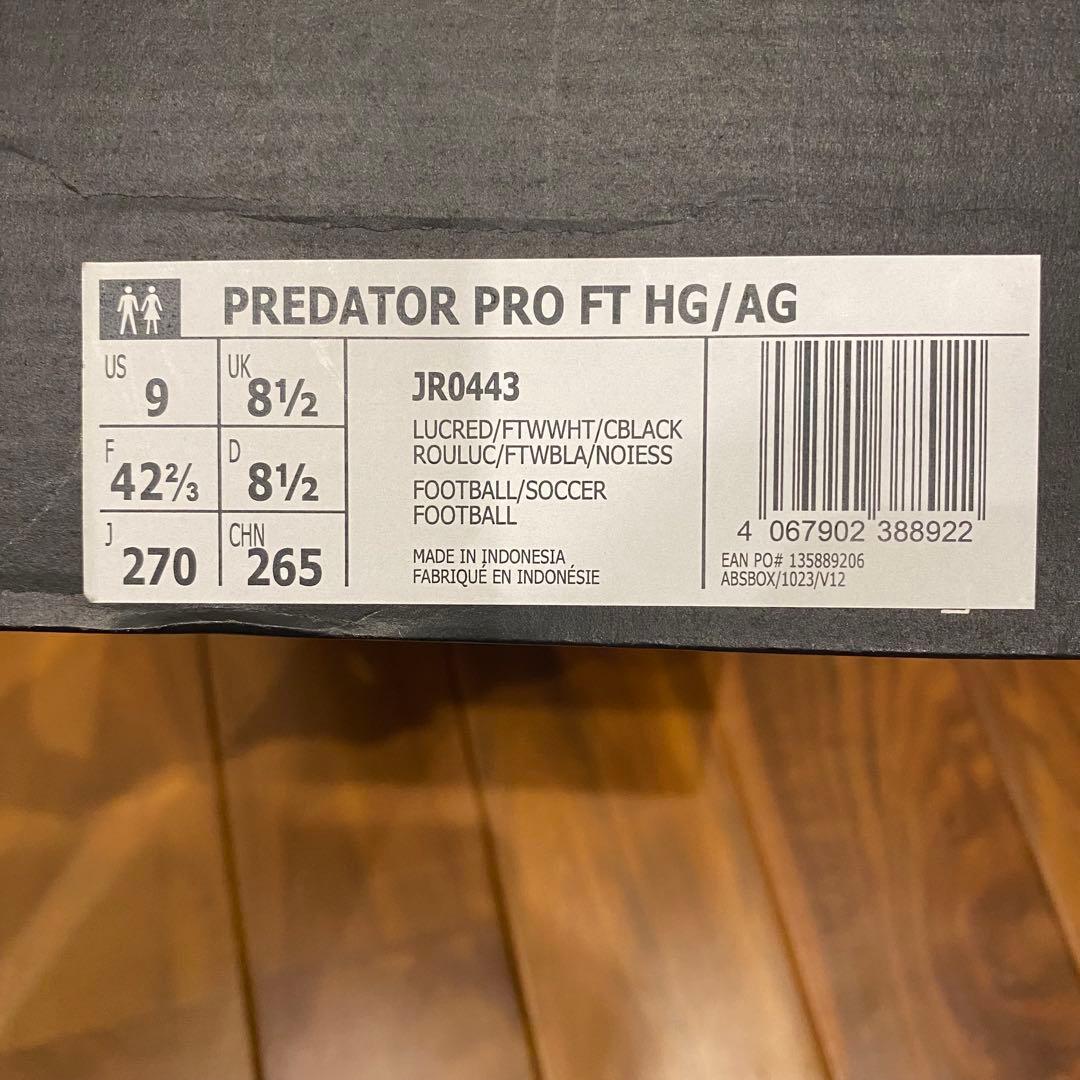 PREDATOR PRO FT HG/AG
US 9
UK 8½
F 42⅔
D 8½
J 270
CHN 265
JR0443
LUCRED/FTWWHT/CBLACK
ROULUC/FTWBLA/NOIESS
FOOTBALL/SOCCER
FOOTBALL
MADE IN INDONESIA
FABRIQUÉ EN INDONÉSIE
4 067902 388922
EAN PO# 135889206
ABSBOX/1023/V12